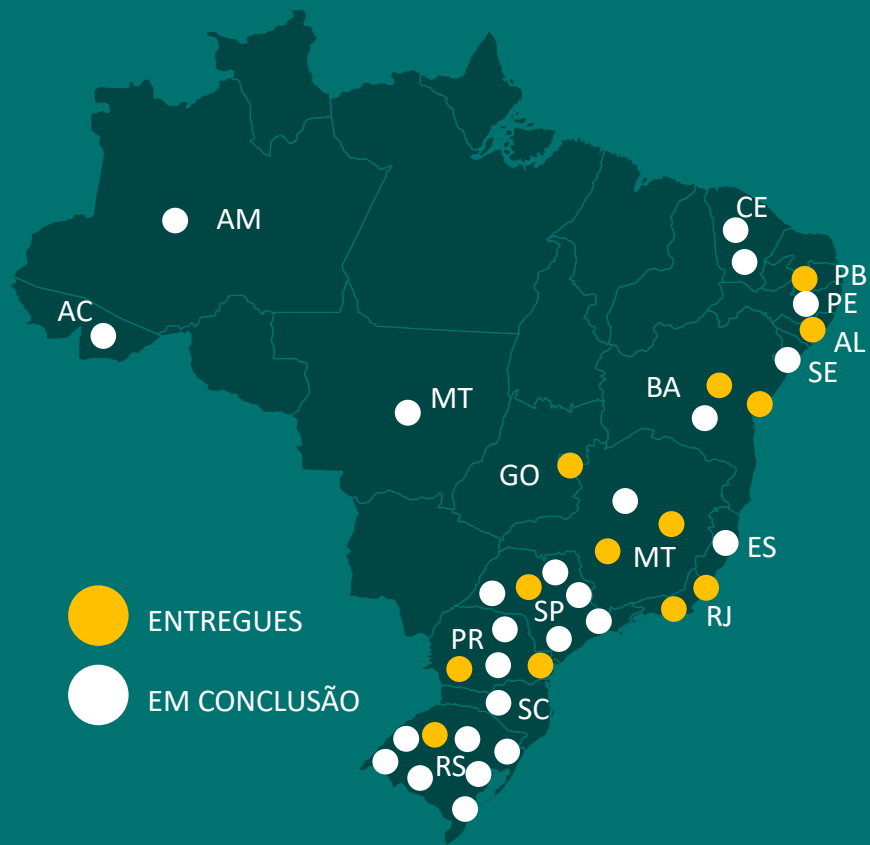 CE
AM
PB
PE
AC
AL
SE
BA
MT
GO
ES
MT
SP
RJ
ENTREGUES
PR
EM CONCLUSÃO
SC
RS